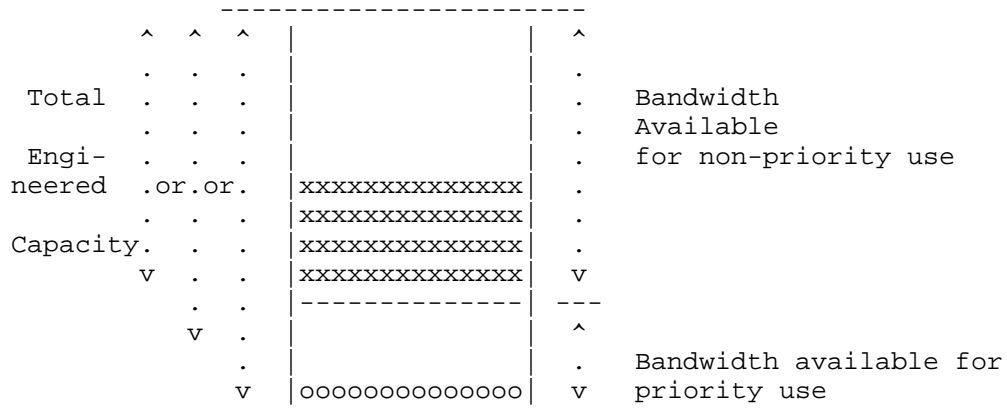 -----------------------
^ ^ ^ | | ^
. . . | | .
Total . . . | | . Bandwidth
. . . | | . Available
Engi- . . . | | . for non-priority use
neered .or.or. |xxxxxxxxxxxxxx| .
. . . |xxxxxxxxxxxxxx| .
Capacity. . . |xxxxxxxxxxxxxx| .
v . . |xxxxxxxxxxxxxx| v
. . |--------------| ---
v . | | ^
. | | . Bandwidth available for
v |oooooooooooooo| v priority use